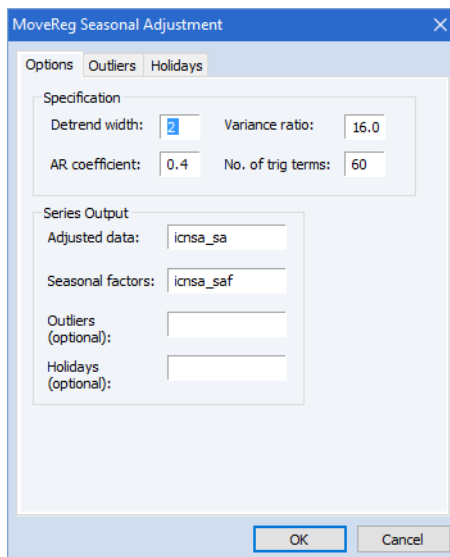 MoveReg Seasonal Adjustment
Options Outliers Holidays
Specification
Detrend width: 2 Variance ratio: 16.0
AR coefficient: 0.4 No. of trig terms: 60
Series Output
Adjusted data: icnsa_sa
Seasonal factors: icnsa_saf
Outliers
(optional):
Holidays
(optional):
OK Cancel